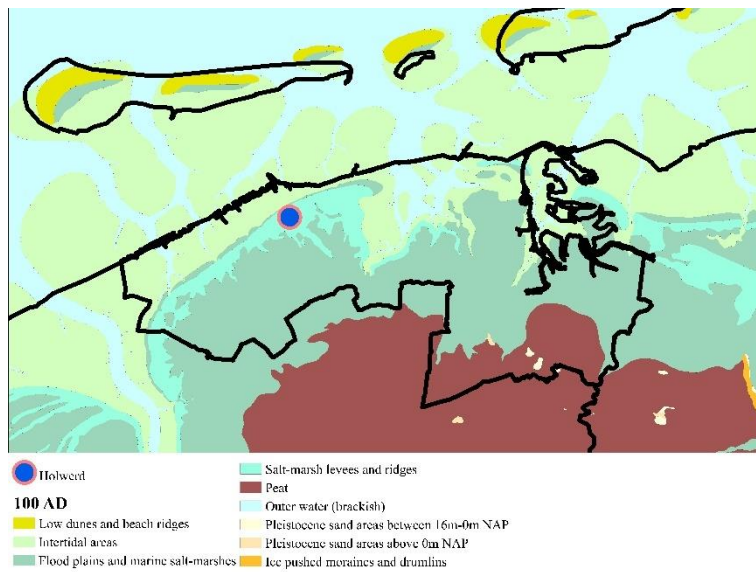 Holwerd
100 AD
Low dunes and beach ridges
Intertidal areas
Flood plains and marine salt-marshes
Salt-marsh levees and ridges
Peat
Outer water (brackish)
Pleistocene sand areas between 16m-0m NAP
Pleistocene sand areas above 0m NAP
Ice pushed moraines and drumlins